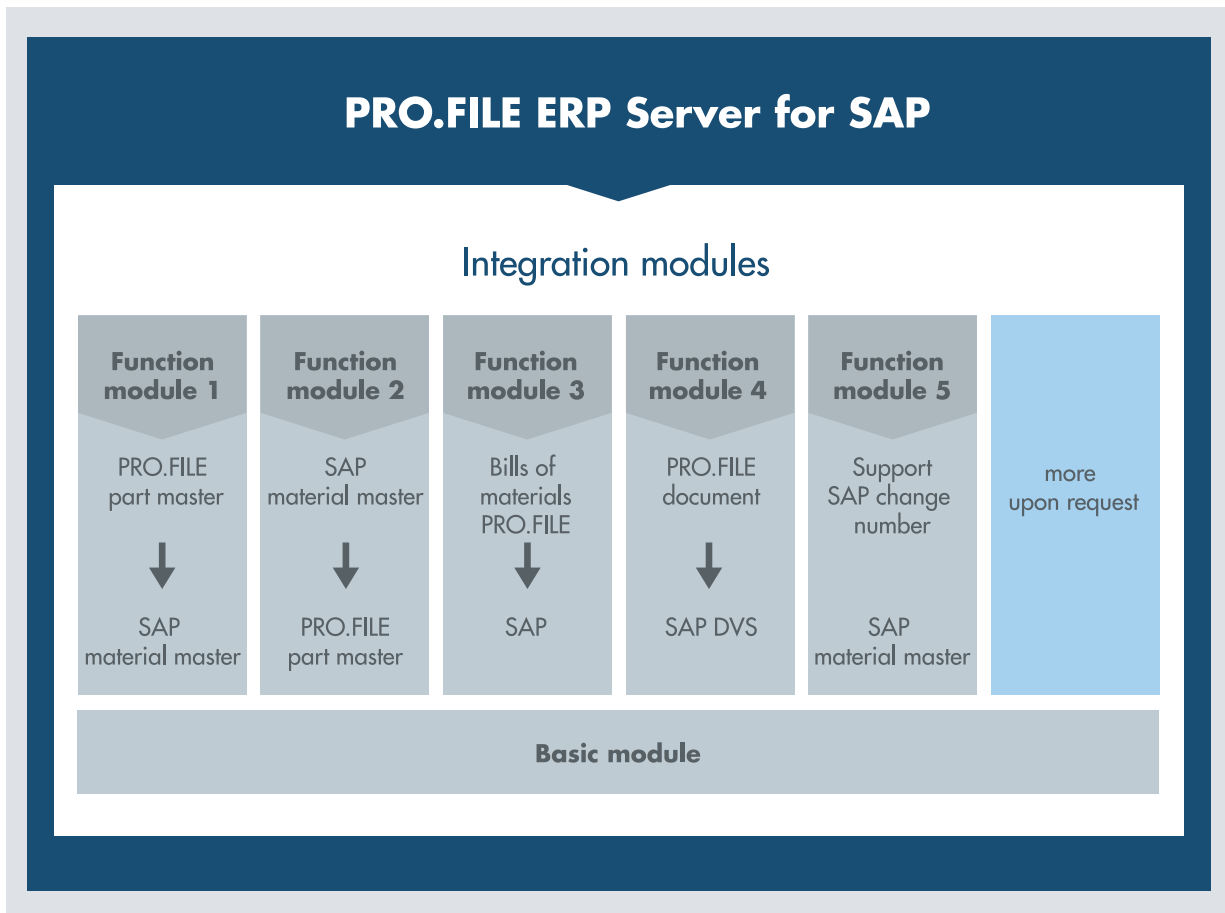 PRO.FILE ERP Server for SAP
Integration modules
Function
module 1
PRO.FILE
part master
SAP
material master
Function
module 2
SAP
material master
PRO.FILE
part master
Function
module 3
Bills of
materials
PRO.FILE
SAP
Function
module 4
PRO.FILE
document
SAP DVS
Function
module 5
Support
SAP change
number
SAP
material master
more
upon request
Basic module